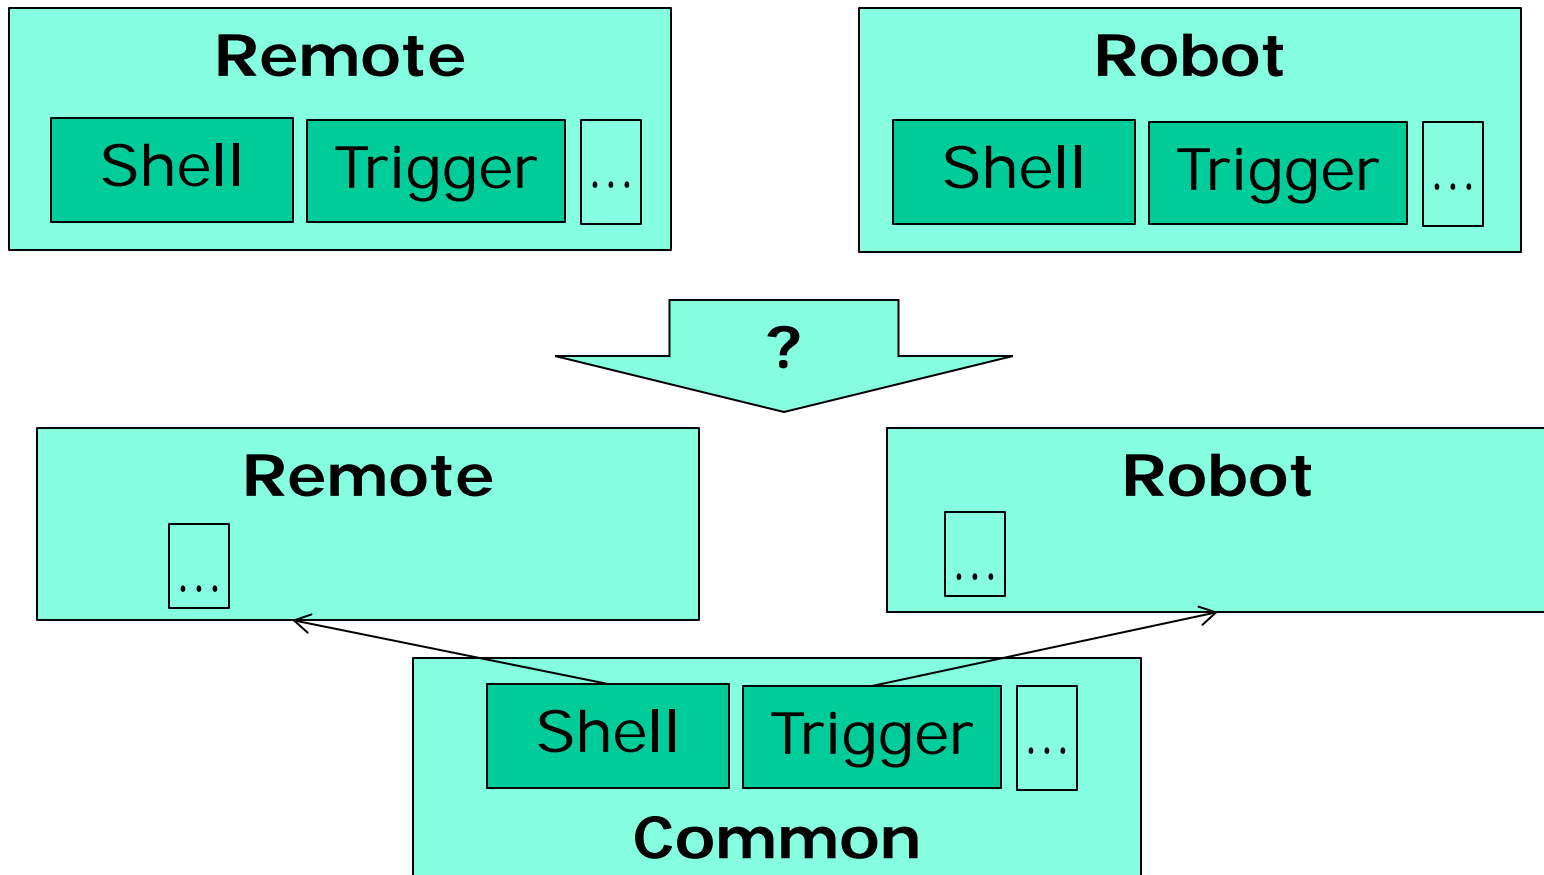 Remote
Shell
Trigger
...
Robot
Shell
Trigger
...
?
Remote
...
Robot
...
Shell
Trigger
...
Common